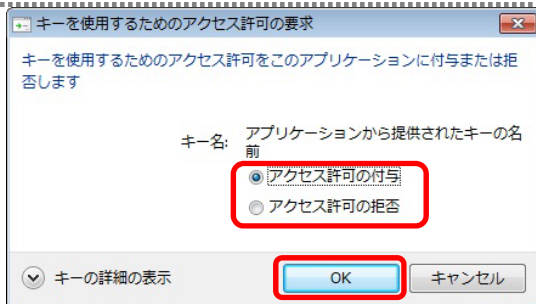 キーを使用するためのアクセス許可の要求
キーを使用するためのアクセス許可をこのアプリケーションに付与または拒
否します
キー名: アプリケーションから提供されたキーの名
前
アクセス許可の付与
アクセス許可の拒否
キーの詳細の表示 OK キャンセル